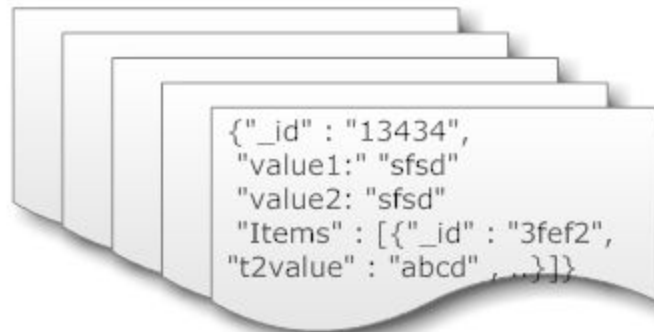 {"_id" : "13434",
"value1:" "sfsd"
"value2: "sfsd"
"Items" : [{"_id" : "3fef2",
"t2value" : "abcd" , ..}]}